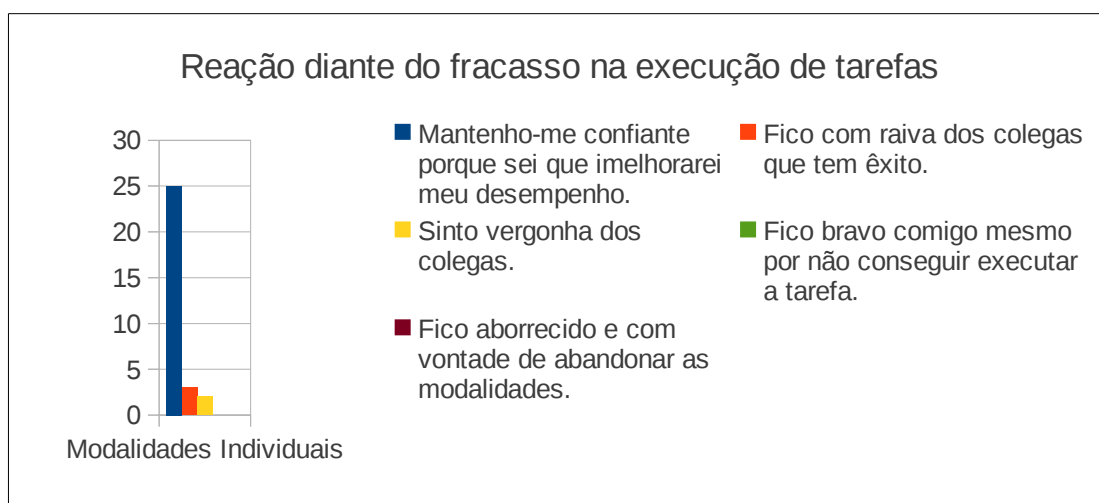 Reação diante do fracasso na execução de tarefas
30
25
20
15
10
5
0
Modalidades Individuais
Mantenho-me confiante
porque sei que imelhorarei
meu desempenho.
Fico com raiva dos colegas
que tem êxito.
Sinto vergonha dos
colegas.
Fico bravo comigo mesmo
por não conseguir executar
a tarefa.
Fico aborrecido e com
vontade de abandonar as
modalidades.